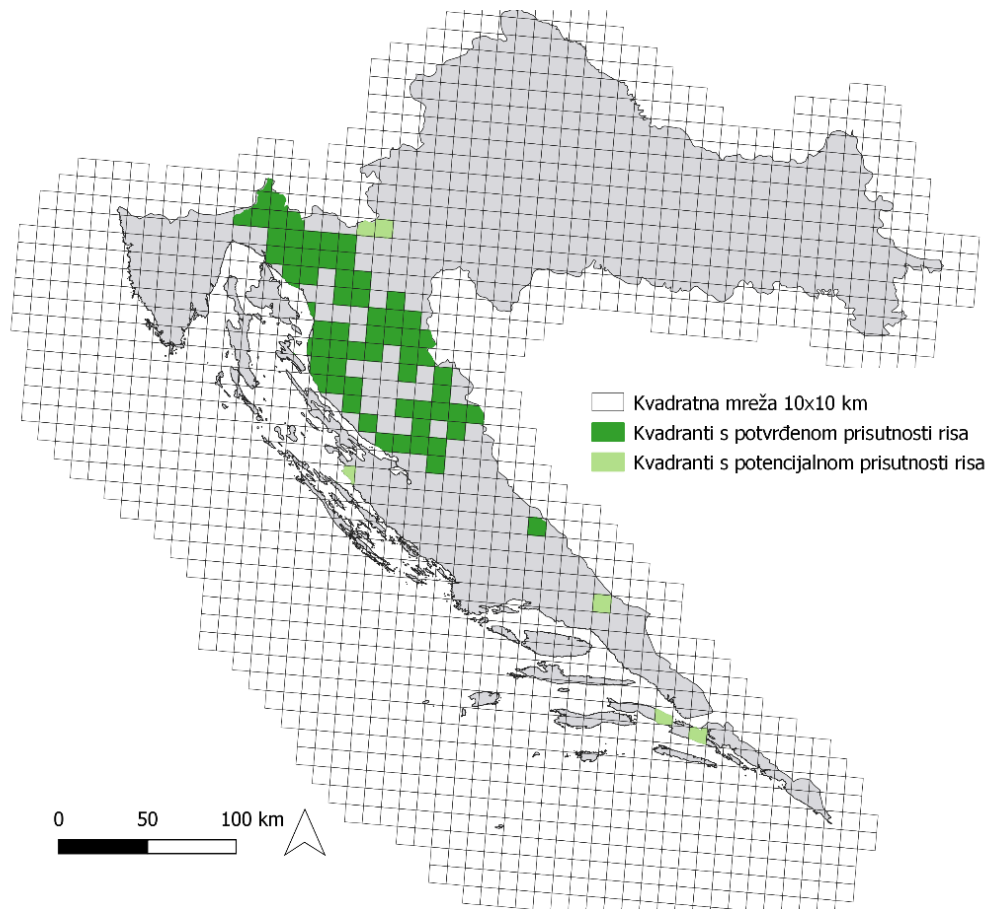 Kvadratna mreža 10x10 km
Kvadranti s potvrđenom prisutnosti risa
Kvadranti s potencijalnom prisutnosti risa
0 50 100 km